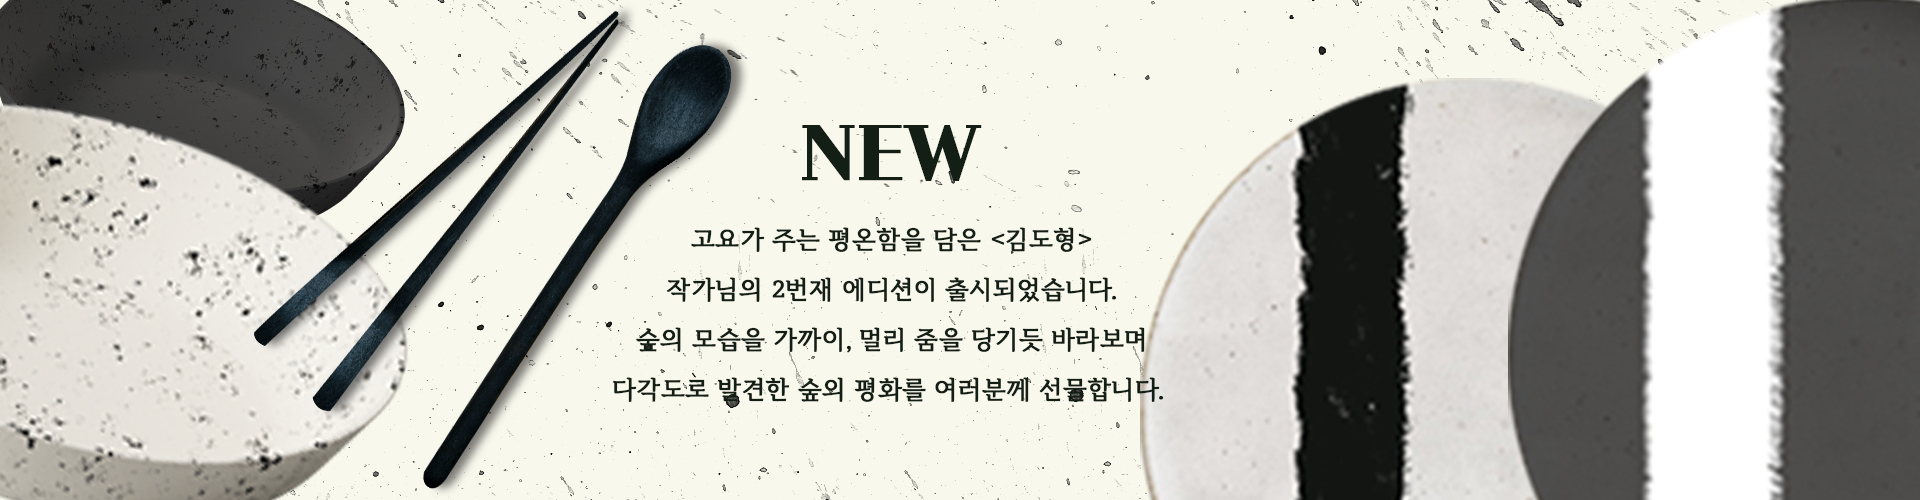 NEW
고요가 주는 평온함을 담은 <김도형>
작가님의 2번재 에디션이 출시되었습니다.
숲의 모습을 가까이, 멀리 줌을 당기듯 바라보며
다각도로 발견한 숲의 평화를 여러분께 선물합니다.